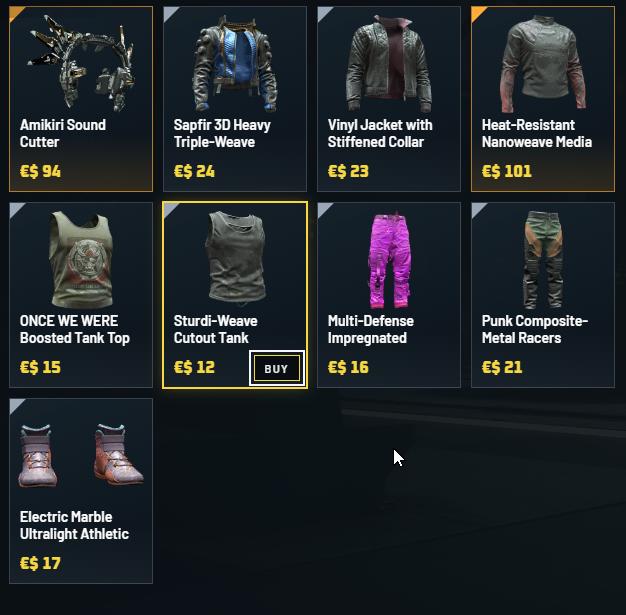 Amikiri Sound
Cutter
€$ 94
Sapfir 3D Heavy
Triple-Weave
€$ 24
Vinyl Jacket with
Stiffened Collar
€$ 23
Heat-Resistant
Nanoweave Media
€$ 101
ONCE WE WERE
Boosted Tank Top
€$ 15
Sturdi-Weave
Cutout Tank
€$ 12
BUY
Multi-Defense
Impregnated
€$ 16
Punk Composite-
Metal Racers
€$ 21
Electric Marble
Ultralight Athletic
€$ 17